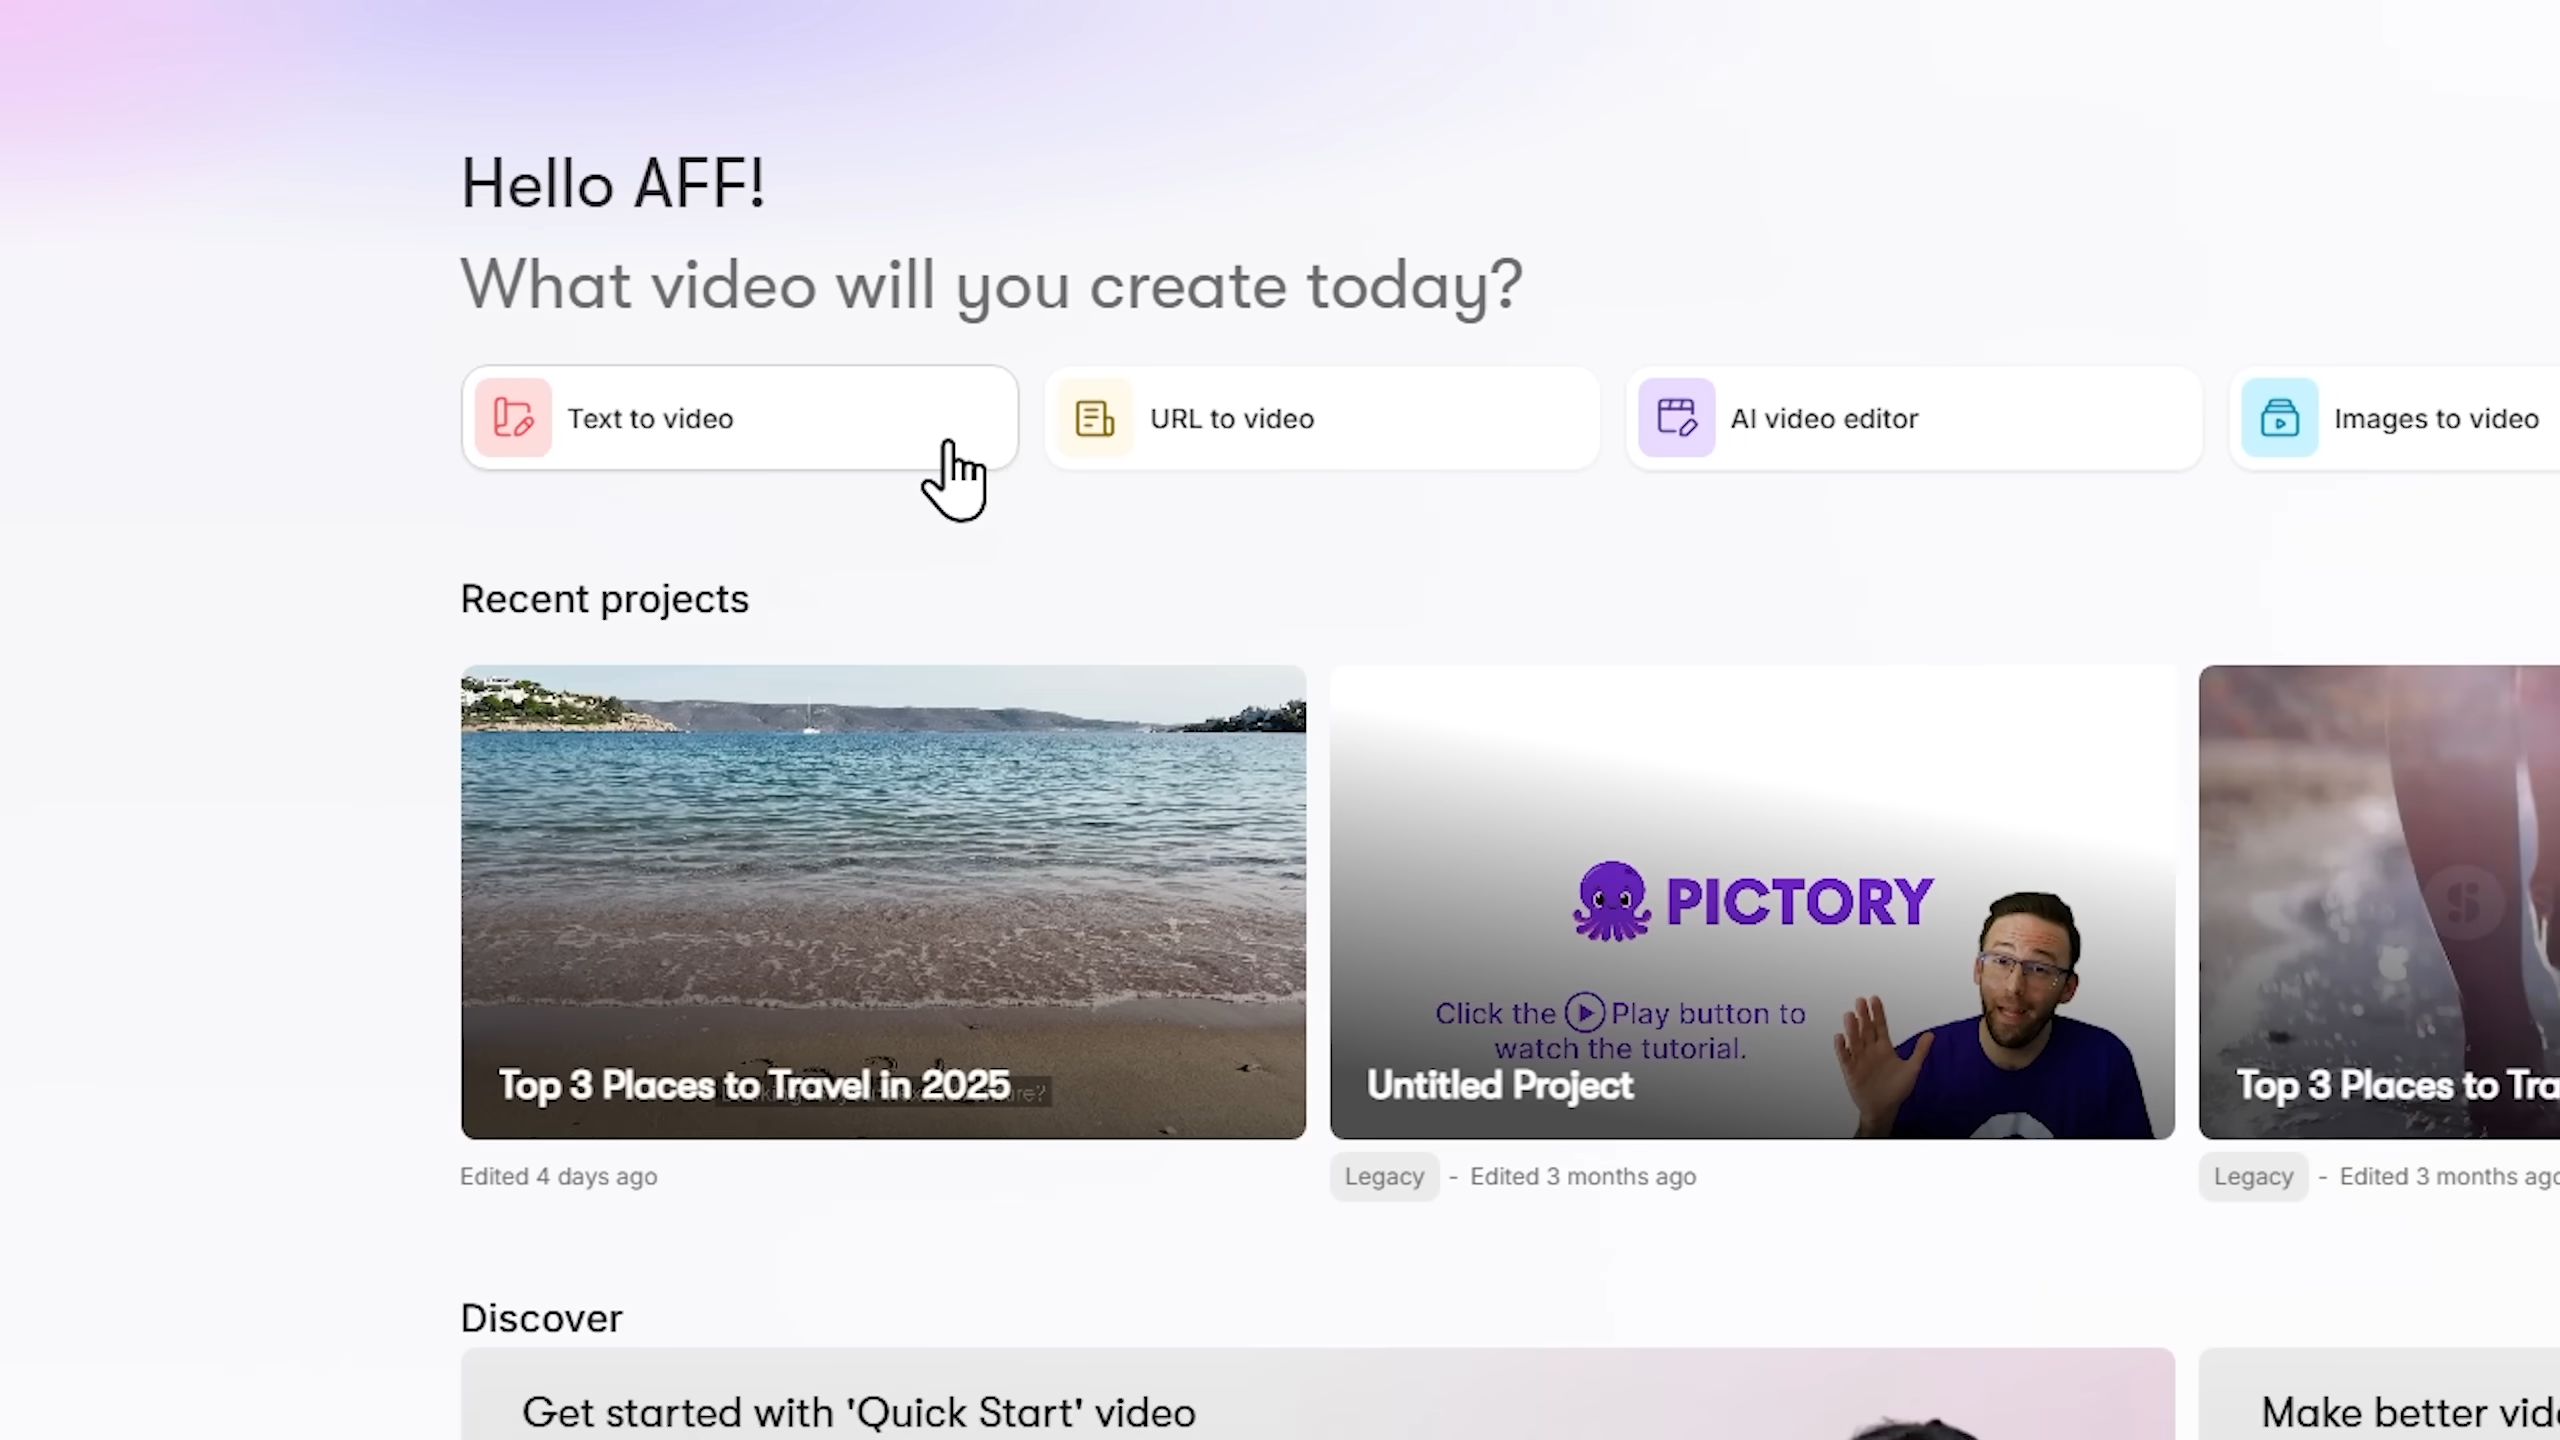 Hello AFF!
What video will you create today?
Text to video
URL to video
AI video editor
Images to video
Recent projects
PICTORY
Click the Play button to
watch the tutorial.
Top 3 Places to Travel in 2025
Untitled Project
Top 3 Places to Tra
Edited 4 days ago
Legacy - Edited 3 months ago
Legacy - Edited 3 months ago
Discover
Get started with 'Quick Start' video
Make better vid